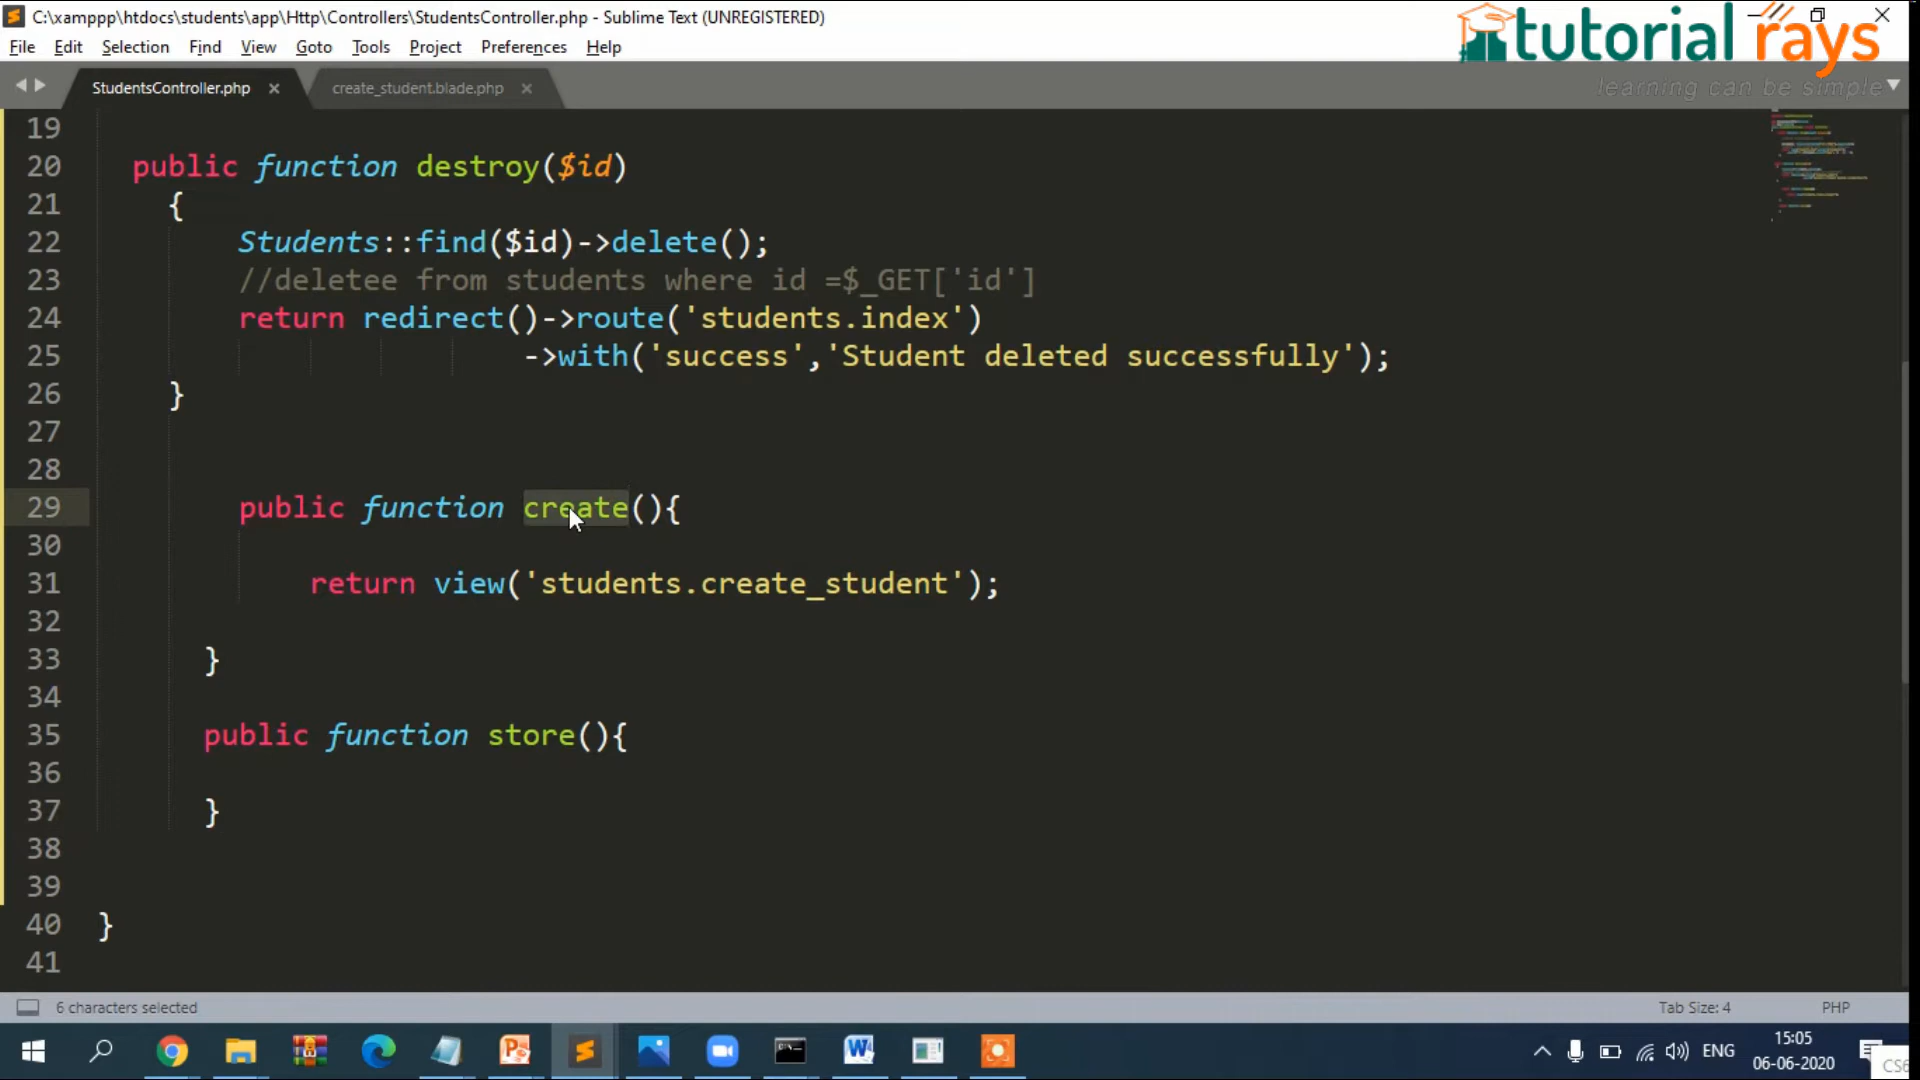 C:\xamppp\htdocs\students\app\Http\Controllers\StudentsController.php - Sublime Text (UNREGISTERED)
File Edit Selection Find View Goto Tools Project Preferences Help
tutorial rays
learning can be simple
StudentsController.php × create_student.blade.php ×
19
20 public function destroy($id)
21 {
22 Students::find($id)->delete();
23 //deletee from students where id =$_GET['id']
24 return redirect()->route('students.index')
25 ->with('success','Student deleted successfully');
26 }
27
28
29 public function create(){
30
31 return view('students.create_student');
32
33 }
34
35 public function store(){
36
37 }
38
39
40 }
41
6 characters selected Tab Size: 4 PHP
ENG 15:05
06-06-2020